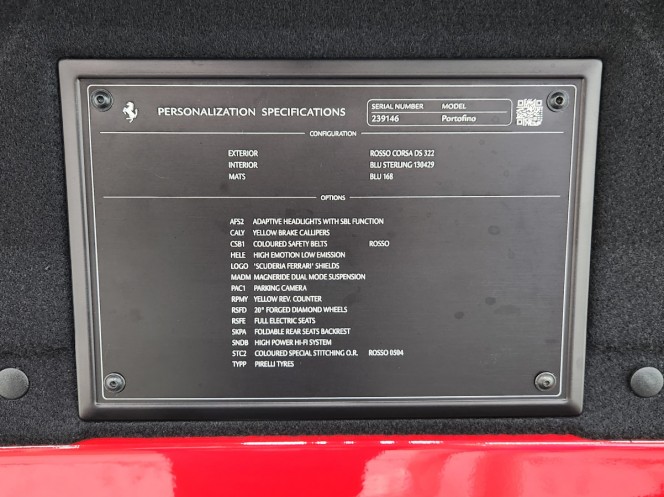 PERSONALIZATION SPECIFICATIONS
SERIAL NUMBER MODEL
239146 Portofino
CONFIGURATION
EXTERIOR ROSSO CORSA DS 322
INTERIOR BLU STERLING 130429
MATS BLU 168
OPTIONS
AFS2 ADAPTIVE HEADLIGHTS WITH SBL FUNCTION
CALY YELLOW BRAKE CALLIPERS
CSB1 COLOURED SAFETY BELTS ROSSO
HELE HIGH EMOTION LOW EMISSION
LOGO 'SCUDERIA FERRARI' SHIELDS
MADM MAGNERIDE DUAL MODE SUSPENSION
PAC1 PARKING CAMERA
RPMY YELLOW REV. COUNTER
RSFD 20" FORGED DIAMOND WHEELS
RSFE FULL ELECTRIC SEATS
SKPA FOLDABLE REAR SEATS BACKREST
SNDB HIGH POWER HI-FI SYSTEM
STC2 COLOURED SPECIAL STITCHING O.R. ROSSO 0504
TYPP PIRELLI TYRES